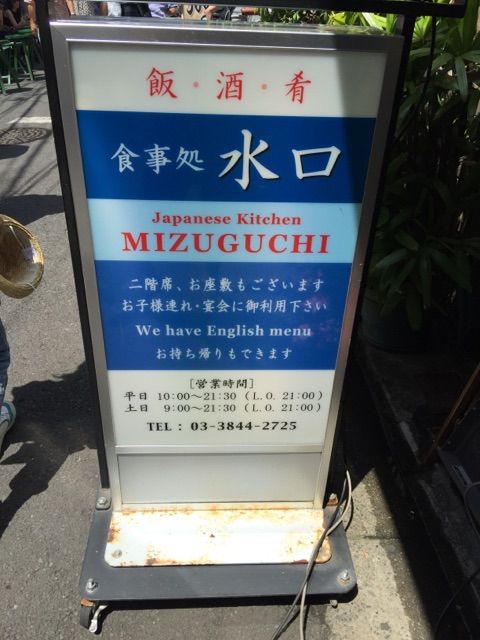 飯・酒・肴
食事処 水口
Japanese Kitchen
MIZUGUCHI
二階席、お座敷もございます
お子様連れ・宴会に御利用下さい
We have English menu
お持ち帰りもできます
[営業時間]
平日 10:00〜21:30 (L.O. 21:00)
土日 9:00〜21:30 (L.O. 21:00)
TEL : 03-3844-2725